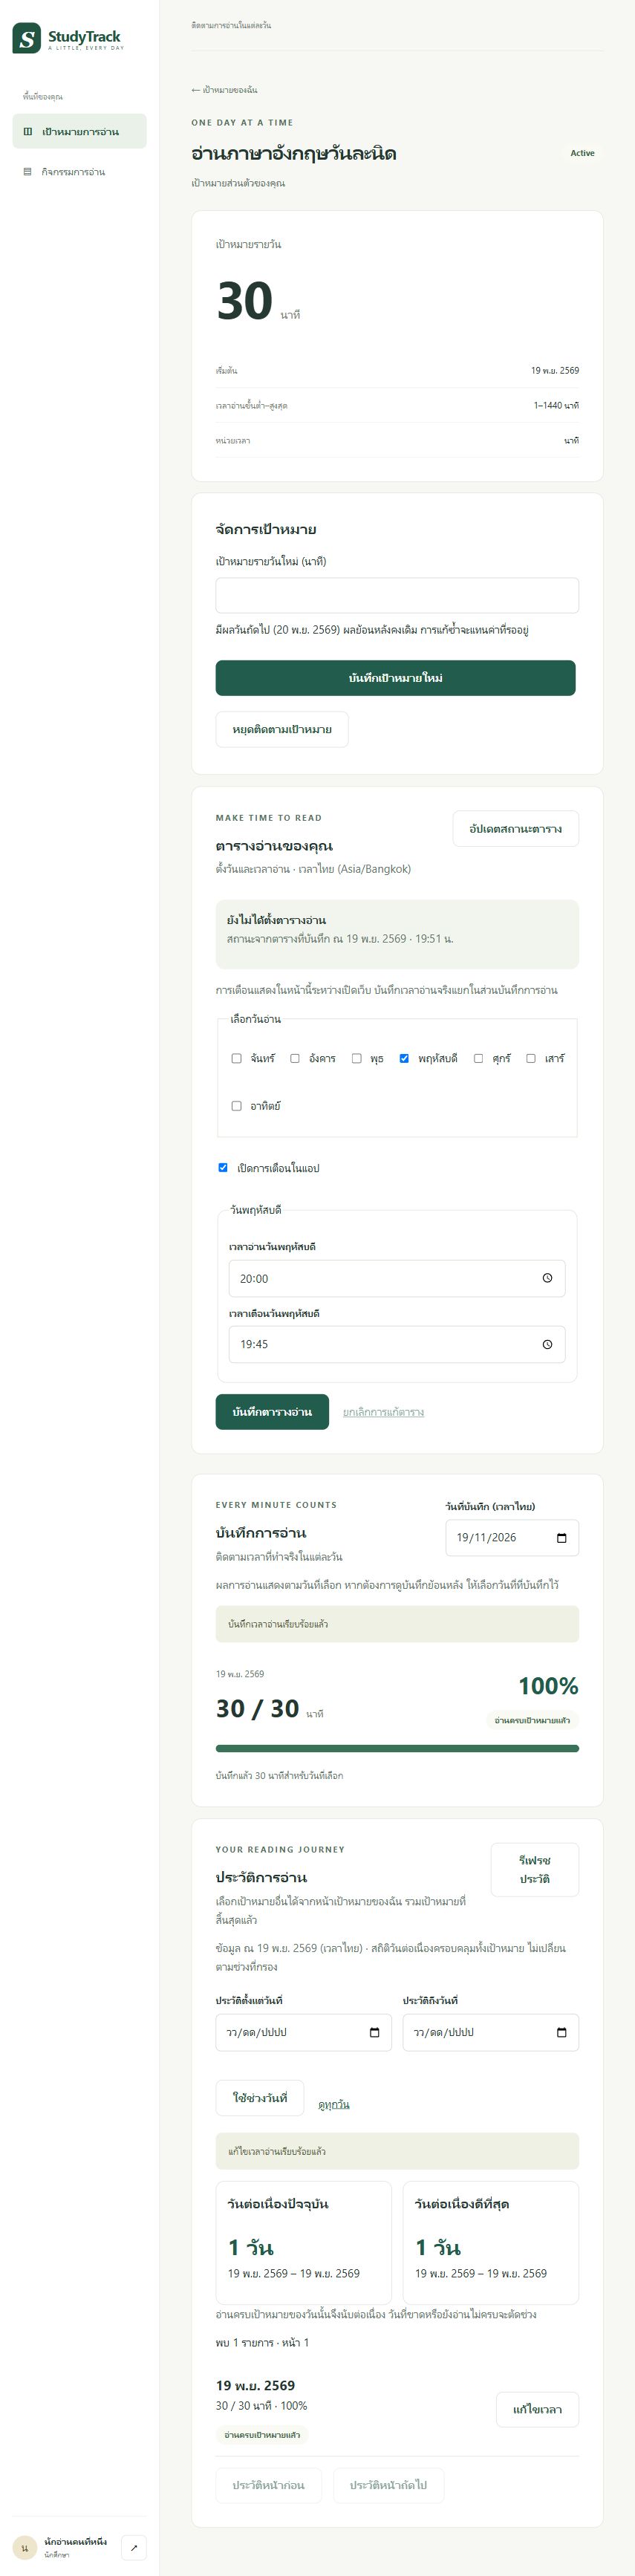 S
StudyTrack
A LITTLE, EVERY DAY
พื้นที่ของคุณ
เป้าหมายการอ่าน
กิจกรรมการอ่าน
ติดตามการอ่านในแต่ละวัน
← เป้าหมายของฉัน
ONE DAY AT A TIME
อ่านภาษาอังกฤษวันละนิด
Active
เป้าหมายส่วนตัวของคุณ
เป้าหมายรายวัน
30 นาที
เริ่มต้น 19 พ.ย. 2569
เวลาอ่านขั้นต่ำ–สูงสุด 1–1440 นาที
หน่วยเวลา นาที
จัดการเป้าหมาย
เป้าหมายรายวันใหม่ (นาที)
มีผลวันถัดไป (20 พ.ย. 2569) ผลย้อนหลังคงเดิม การแก้ซ้ำจะแทนค่าที่รออยู่
บันทึกเป้าหมายใหม่
หยุดติดตามเป้าหมาย
MAKE TIME TO READ
ตารางอ่านของคุณ
ตั้งวันและเวลาอ่าน · เวลาไทย (Asia/Bangkok)
อัปเดตสถานะตาราง
ยังไม่ได้ตั้งตารางอ่าน
สถานะจากตารางที่บันทึก ณ 19 พ.ย. 2569 · 19:51 น.
การเตือนแสดงในหน้านี้ระหว่างเปิดเว็บ บันทึกเวลาอ่านจริงแยกในส่วนบันทึกการอ่าน
เลือกวันอ่าน
จันทร์ อังคาร พุธ พฤหัสบดี ศุกร์ เสาร์
อาทิตย์
เปิดการเตือนในแอป
วันพฤหัสบดี
เวลาอ่านวันพฤหัสบดี
20:00
เวลาเตือนวันพฤหัสบดี
19:45
บันทึกตารางอ่าน ยกเลิกการแก้ตาราง
EVERY MINUTE COUNTS
บันทึกการอ่าน
ติดตามเวลาที่ทำจริงในแต่ละวัน
วันที่บันทึก (เวลาไทย)
19/11/2026
ผลการอ่านแสดงตามวันที่เลือก หากต้องการดูบันทึกย้อนหลัง ให้เลือกวันที่ที่บันทึกไว้
บันทึกเวลาอ่านเรียบร้อยแล้ว
19 พ.ย. 2569
30 / 30 นาที
100%
อ่านครบเป้าหมายแล้ว
บันทึกแล้ว 30 นาทีสำหรับวันที่เลือก
YOUR READING JOURNEY
ประวัติการอ่าน
เลือกเป้าหมายอื่นได้จากหน้าเป้าหมายของฉัน รวมเป้าหมายที่
สิ้นสุดแล้ว
รีเฟรช
ประวัติ
ข้อมูล ณ 19 พ.ย. 2569 (เวลาไทย) · สถิติวันต่อเนื่องครอบคลุมทั้งเป้าหมาย ไม่เปลี่ยน
ตามช่วงที่กรอง
ประวัติตั้งแต่วันที่ ประวัติถึงวันที่
วว/ดด/ปปปป วว/ดด/ปปปป
ใช้ช่วงวันที่ ดูทุกวัน
แก้ไขเวลาอ่านเรียบร้อยแล้ว
วันต่อเนื่องปัจจุบัน
1 วัน
19 พ.ย. 2569 – 19 พ.ย. 2569
วันต่อเนื่องดีที่สุด
1 วัน
19 พ.ย. 2569 – 19 พ.ย. 2569
อ่านครบเป้าหมายของวันนั้นจึงนับต่อเนื่อง วันที่ขาดหรือยังอ่านไม่ครบจะตัดช่วง
พบ 1 รายการ · หน้า 1
19 พ.ย. 2569
30 / 30 นาที · 100%
อ่านครบเป้าหมายแล้ว
แก้ไขเวลา
ประวัติหน้าก่อน ประวัติหน้าถัดไป
น
นักอ่านคนที่หนึ่ง
นักศึกษา
↗